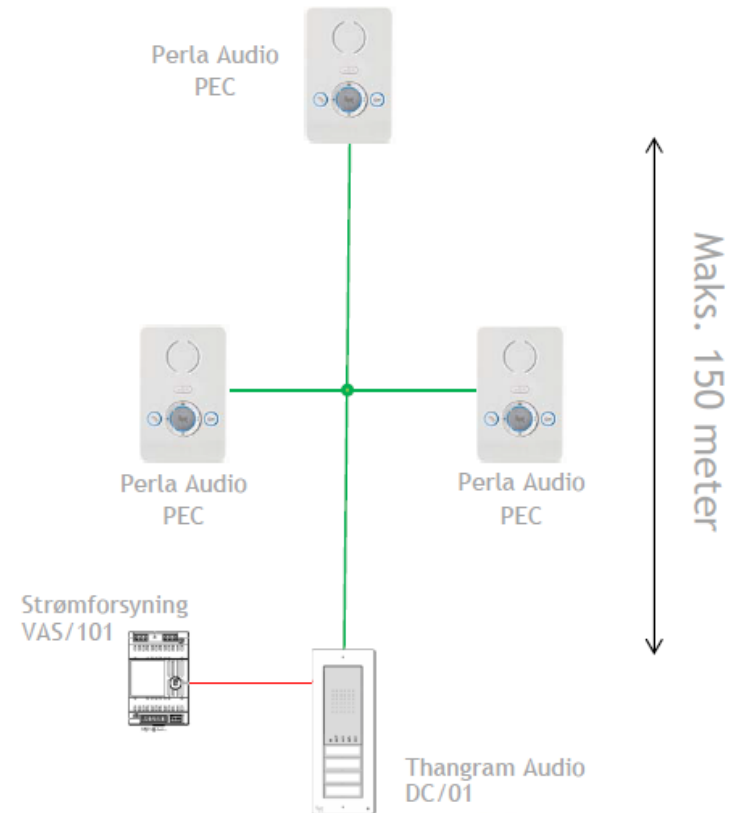 Perla Audio
PEC
Maks. 150 meter
Perla Audio
PEC
Perla Audio
PEC
Strømforsyning
VAS/101
Thangram Audio
DC/01